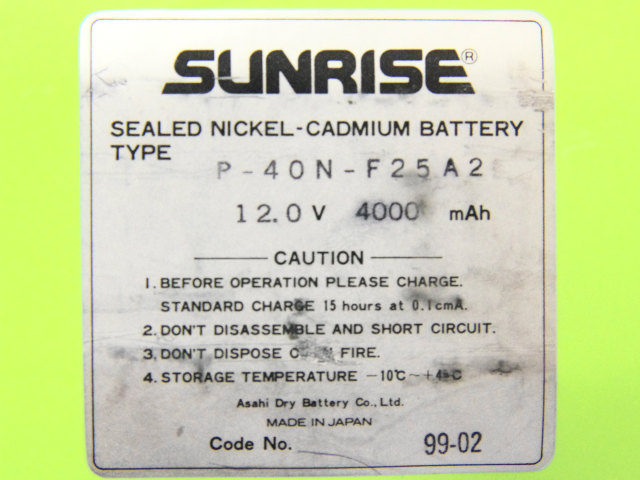 SUNRISE®
SEALED NICKEL-CADMIUM BATTERY
TYPE
P-40N-F25A2
12.0 V 4000 mAh
CAUTION
1. BEFORE OPERATION PLEASE CHARGE.
STANDARD CHARGE 15 hours at 0.1cmA.
2. DON'T DISASSEMBLE AND SHORT CIRCUIT.
3. DON'T DISPOSE FIRE.
4. STORAGE TEMPERATURE −10℃~
Asahi Dry Battery Co., Ltd.
MADE IN JAPAN
Code No. 99-02